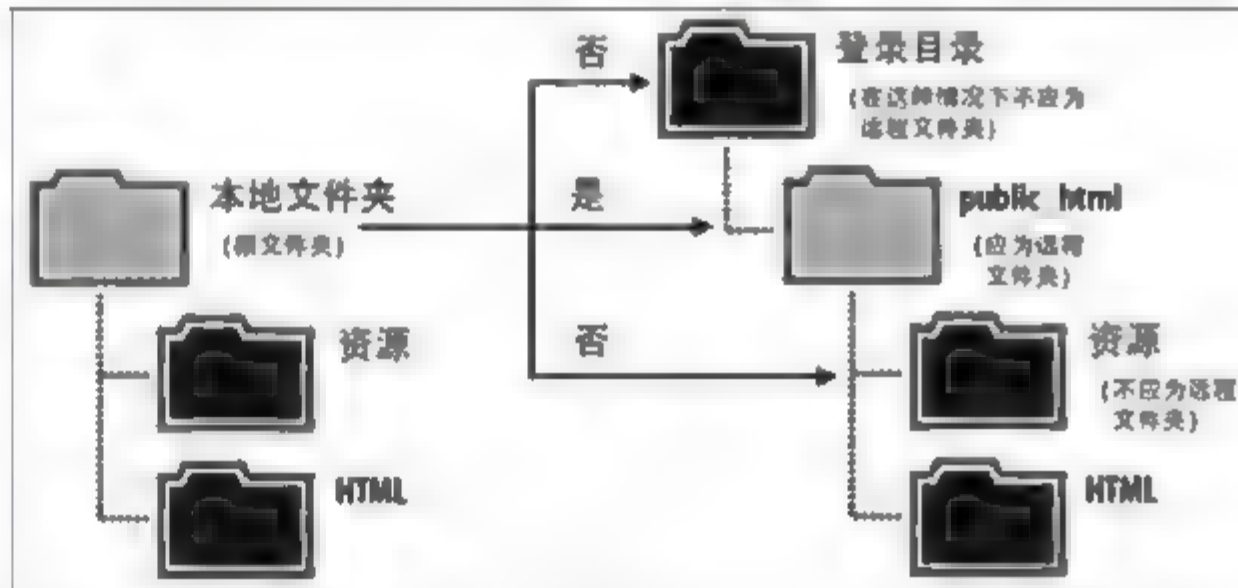 否
登录目录
(在这种情况下不应为
远程文件夹)
本地文件夹
(根文件夹)
是
public_html
(应为远程
文件夹)
资源
否
资源
(不应为远程
文件夹)
HTML
HTML